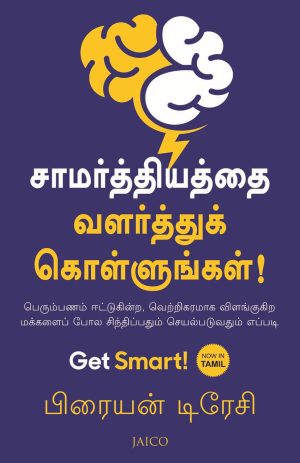 சாமர்த்தியத்தை
வளர்த்துக்
கொள்ளுங்கள்!
பெரும்பணம் ஈட்டுகின்ற, வெற்றிகரமாக விளங்குகிற
மக்களைப் போல சிந்திப்பதும் செயல்படுவதும் எப்படி
Get Smart! NOW IN
TAMIL
பிரையன் டிரேசி
JAICO